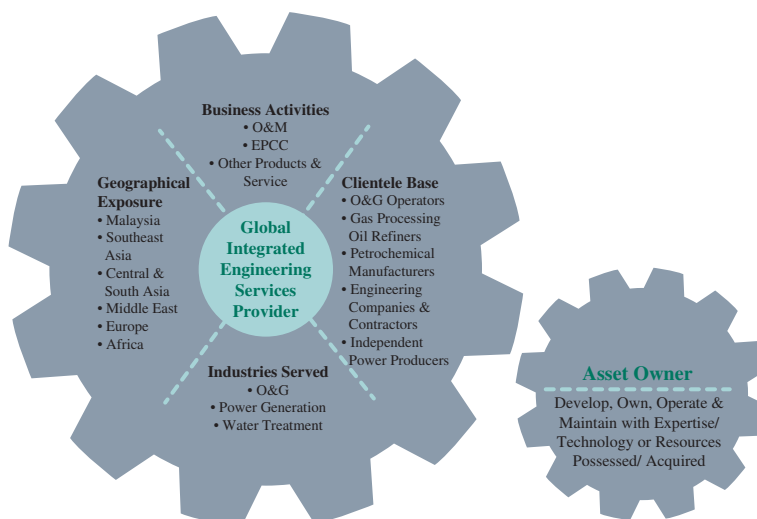 Business Activities
• O&M
• EPCC
• Other Products &
Service
Geographical
Exposure
• Malaysia
• Southeast
Asia
• Central &
South Asia
• Middle East
• Europe
• Africa
Global
Integrated
Engineering
Services
Provider
Clientele Base
• O&G Operators
• Gas Processing
Oil Refiners
• Petrochemical
Manufacturers
• Engineering
Companies &
Contractors
• Independent
Power Producers
Industries Served
• O&G
• Power Generation
• Water Treatment
Asset Owner
Develop, Own, Operate &
Maintain with Expertise/
Technology or Resources
Possessed/ Acquired